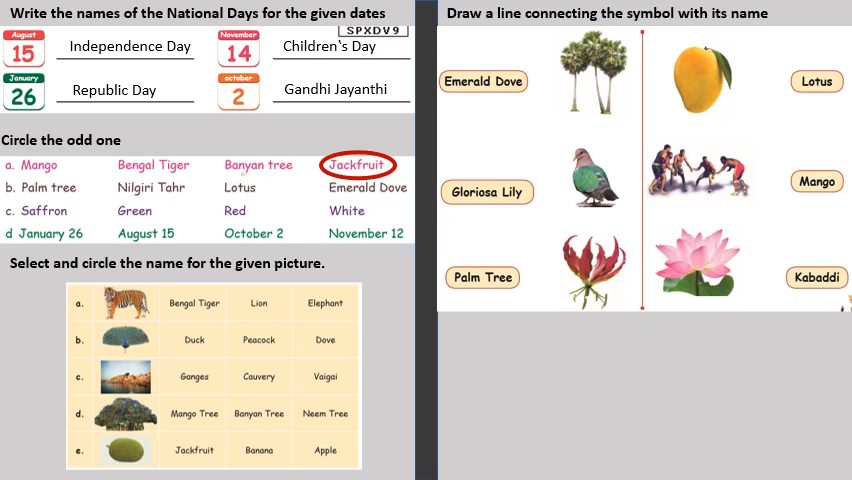 Write the names of the National Days for the given dates
SPXDV9
August 15 Independence Day November 14 Children's Day
January 26 Republic Day october 2 Gandhi Jayanthi
Circle the odd one
a. Mango Bengal Tiger Banyan tree Jackfruit
b. Palm tree Nilgiri Tahr Lotus Emerald Dove
c. Saffron Green Red White
d January 26 August 15 October 2 November 12
Select and circle the name for the given picture.
a. Bengal Tiger Lion Elephant
b. Duck Peacock Dove
c. Ganges Cauvery Vaigai
d. Mango Tree Banyan Tree Neem Tree
e. Jackfruit Banana Apple
Draw a line connecting the symbol with its name
Emerald Dove Lotus
Gloriosa Lily Mango
Palm Tree Kabaddi